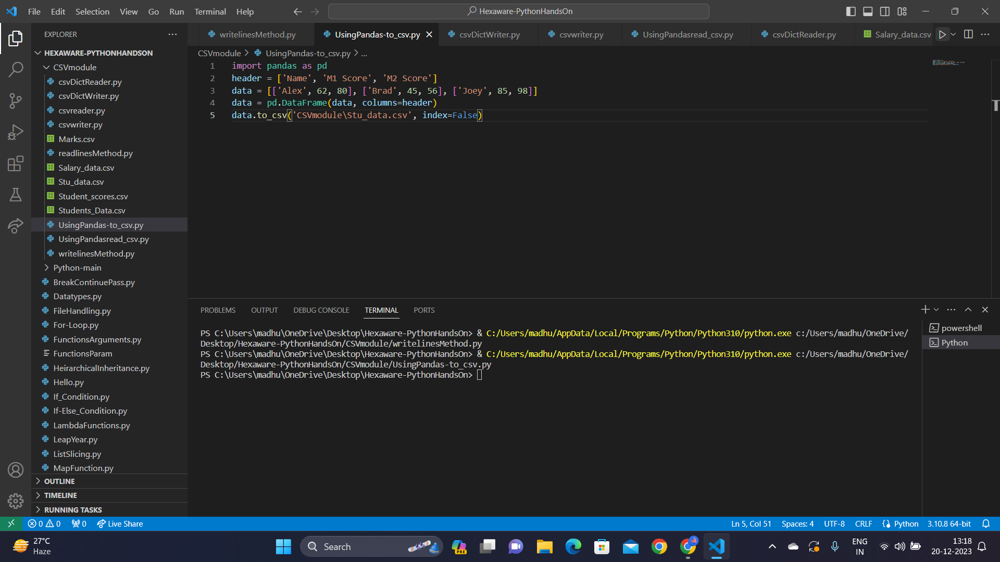 File Edit Selection View Go Run Terminal Help
Hexaware-PythonHandsOn
EXPLORER
HEXAWARE-PYTHONHANDSON
CSVmodule
csvDictReader.py
csvDictWriter.py
csvreader.py
csvwriter.py
Marks.csv
readlinesMethod.py
Salary_data.csv
Stu_data.csv
Student_scores.csv
Students_Data.csv
UsingPandas-to_csv.py
UsingPandasread_csv.py
writelinesMethod.py
Python-main
BreakContinuePass.py
Datatypes.py
FileHandling.py
For-Loop.py
FunctionsArguments.py
FunctionsParam
HeirarchicalInheritance.py
Hello.py
If_Condition.py
If-Else_Condition.py
LambdaFunctions.py
LeapYear.py
ListSlicing.py
MapFunction.py
OUTLINE
TIMELINE
RUNNING TASKS
writelinesMethod.py UsingPandas-to_csv.py csvDictWriter.py csvwriter.py UsingPandasread_csv.py csvDictReader.py Salary_data.csv
CSVmodule > UsingPandas-to_csv.py > ...
1 import pandas as pd
2 header = ['Name', 'M1 Score', 'M2 Score']
3 data = [['Alex', 62, 80], ['Brad', 45, 56], ['Joey', 85, 98]]
4 data = pd.DataFrame(data, columns=header)
5 data.to_csv('CSVmodule\Stu_data.csv', index=False)
PROBLEMS OUTPUT DEBUG CONSOLE TERMINAL PORTS
PS C:\Users\madhu\OneDrive\Desktop\Hexaware-PythonHandsOn> & C:/Users/madhu/AppData/Local/Programs/Python/Python310/python.exe c:/Users/madhu/OneDrive/
Desktop/Hexaware-PythonHandsOn/CSVmodule/writelinesMethod.py
PS C:\Users\madhu\OneDrive\Desktop\Hexaware-PythonHandsOn> & C:/Users/madhu/AppData/Local/Programs/Python/Python310/python.exe c:/Users/madhu/OneDrive/
Desktop/Hexaware-PythonHandsOn/CSVmodule/UsingPandas-to_csv.py
PS C:\Users\madhu\OneDrive\Desktop\Hexaware-PythonHandsOn>
powershell
Python
0 0 0 Live Share
Ln 5, Col 51 Spaces: 4 UTF-8 CRLF Python 3.10.8 64-bit
27°C
Haze
Search
PRE
ENG
IN
13:18
20-12-2023